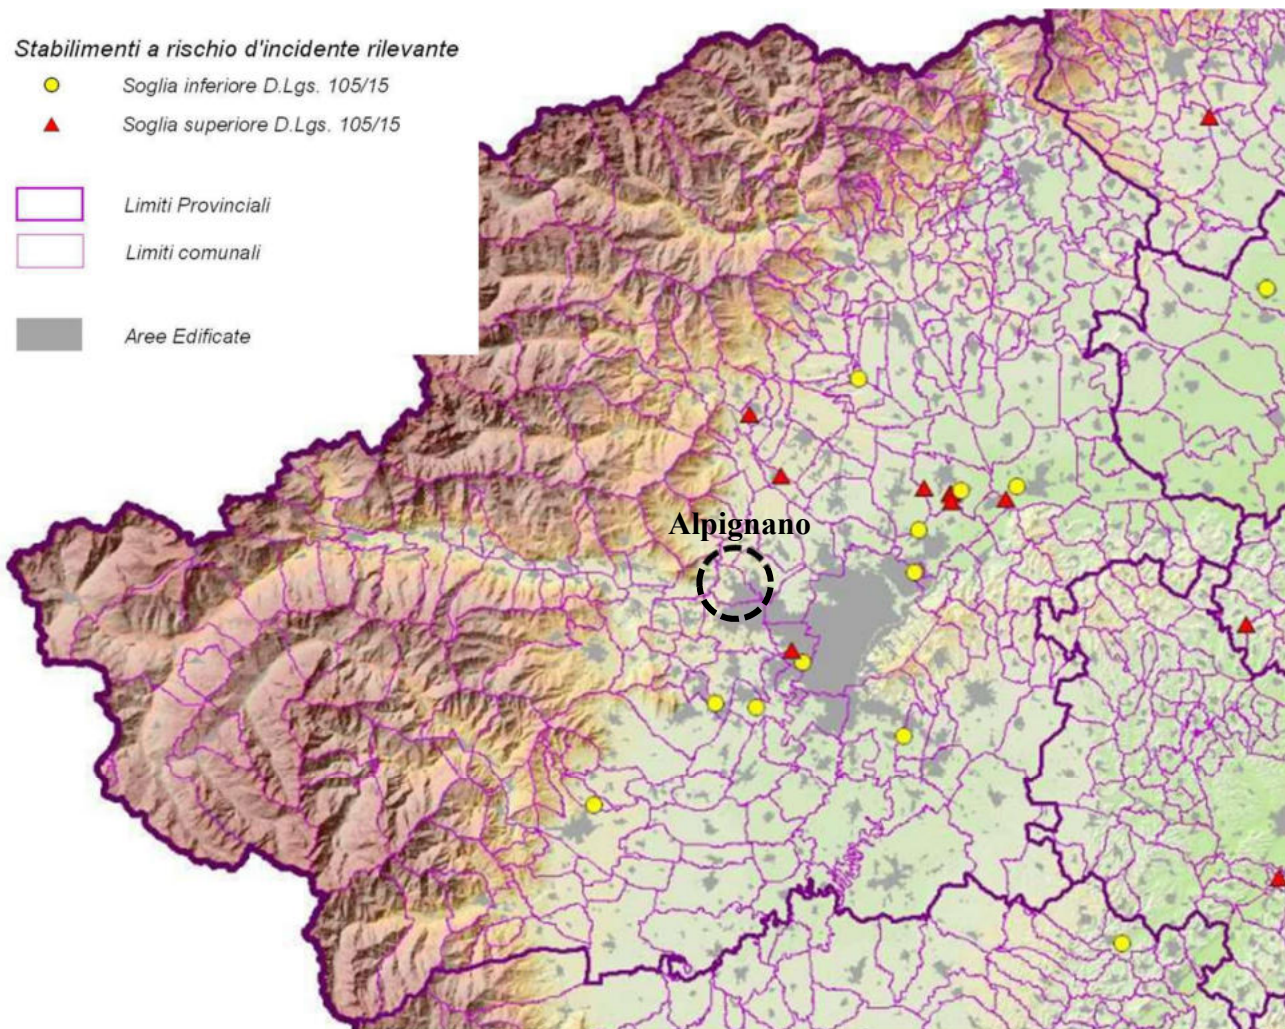 Stabilimenti a rischio d'incidente rilevante
Soglia inferiore D.Lgs. 105/15
Soglia superiore D.Lgs. 105/15
Limiti Provinciali
Limiti comunali
Aree Edificate
Alpignano